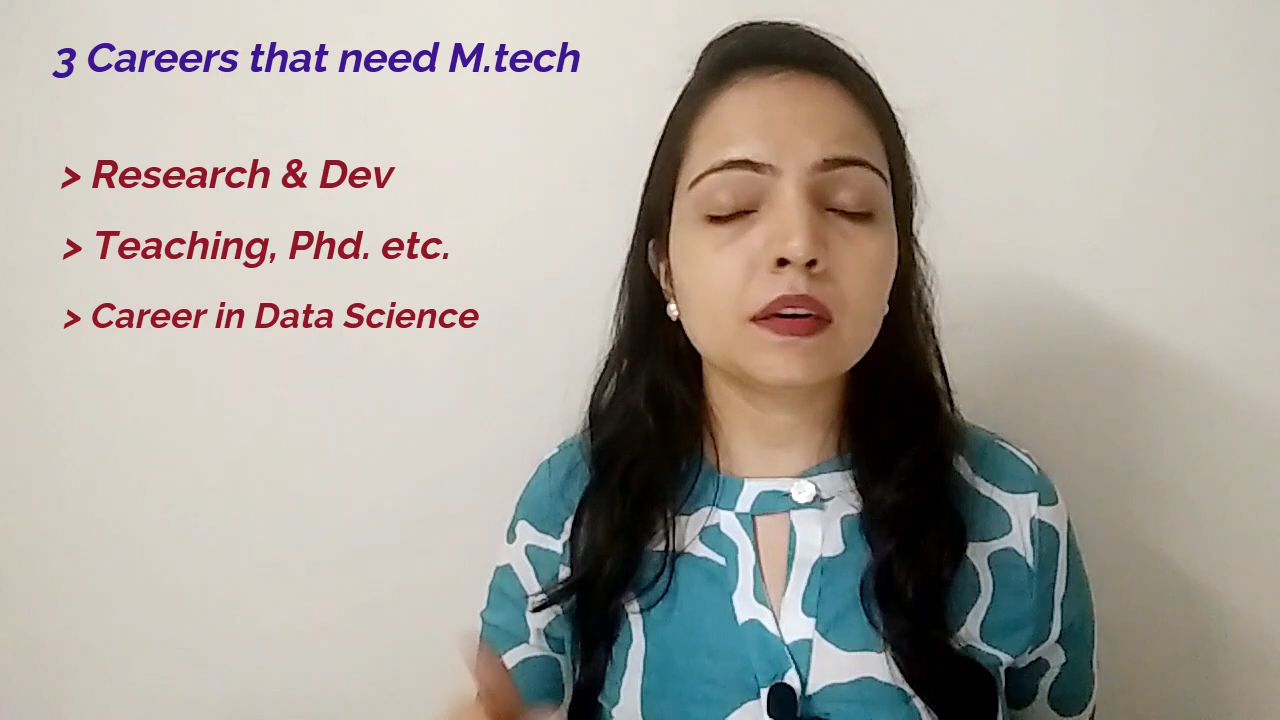 3 Careers that need M.tech
> Research & Dev
> Teaching, Phd. etc.
> Career in Data Science